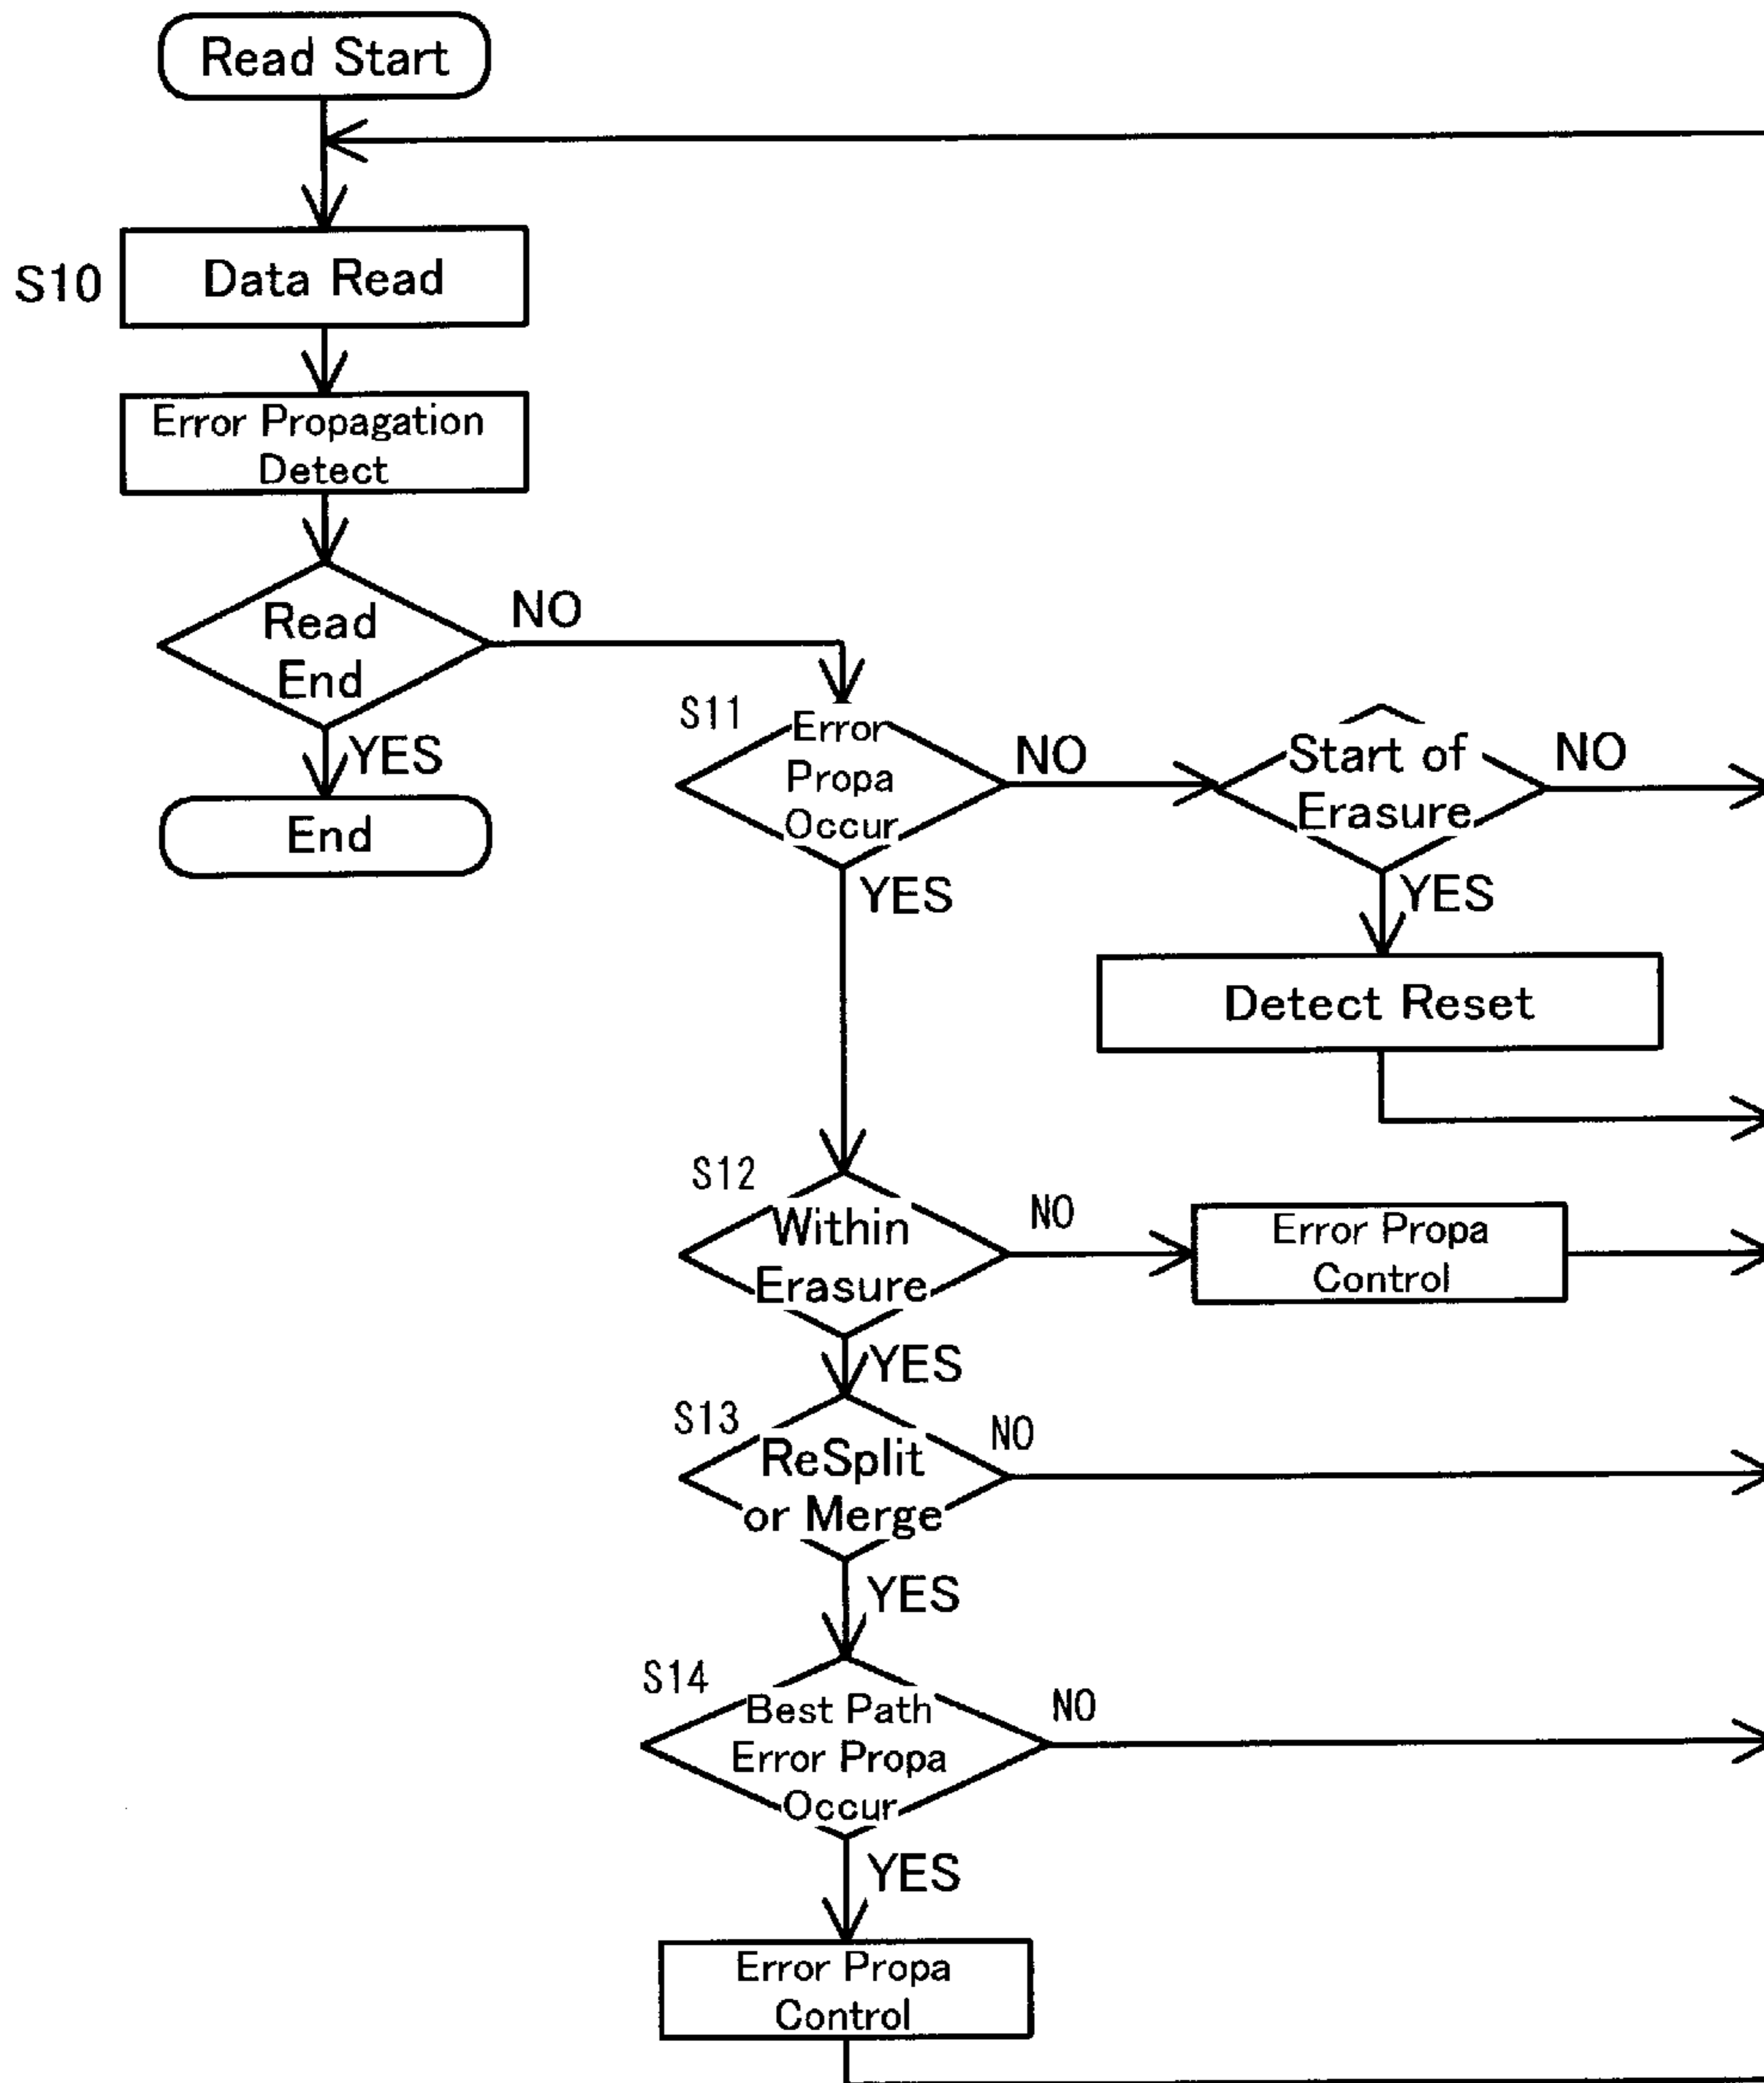 Read Start
S10
Data Read
Error Propagation
Detect
Read
End
NO
YES
End
S11
Error
Propa
Occur
NO
YES
Start of
Erasure
NO
YES
Detect Reset
S12
Within
Erasure
NO
YES
Error Propa
Control
S13
ReSplit
or Merge
NO
YES
S14
Best Path
Error Propa
Occur
NO
YES
Error Propa
Control